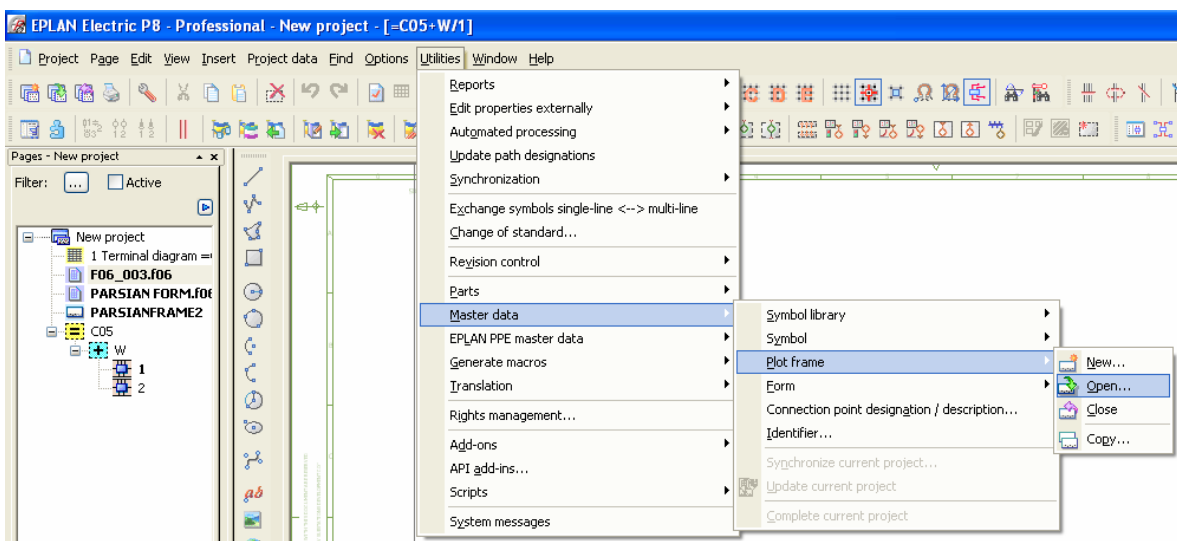 EPLAN Electric P8 - Professional - New project - [=C05+W/1]
Project Page Edit View Insert Project data Find Options Utilities Window Help
Pages - New project
Filter: ... Active
New project
1 Terminal diagram =
F06_003.f06
PARSIAN FORM.f06
PARSIANFRAME2
C05
W
1
2
Reports
Edit properties externally
Automated processing
Update path designations
Synchronization
Exchange symbols single-line <--> multi-line
Change of standard...
Revision control
Parts
Master data
EPLAN PPE master data
Generate macros
Translation
Rights management...
Add-ons
API add-ins...
Scripts
System messages
Symbol library
Symbol
Plot frame
Form
Connection point designation / description...
Identifier...
Synchronize current project...
Update current project
Complete current project
New...
Open...
Close
Copy...